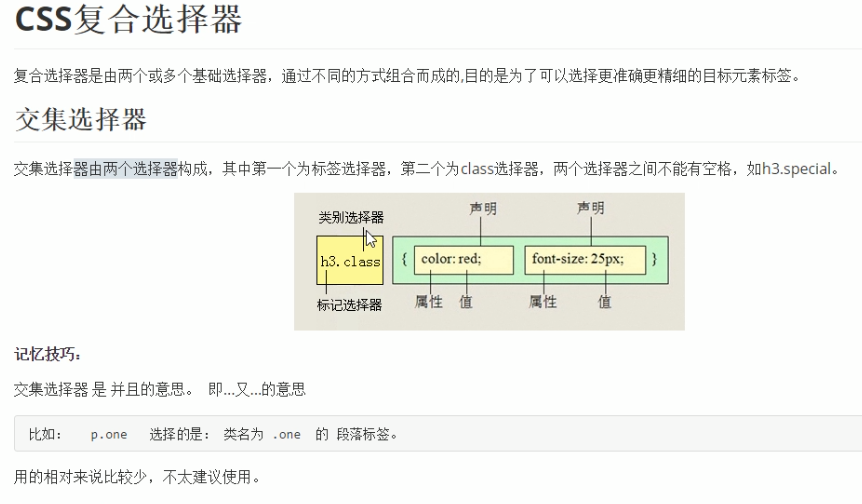 CSS复合选择器
复合选择器是由两个或多个基础选择器，通过不同的方式组合而成的,目的是为了可以选择更准确更精细的目标元素标签。
交集选择器
交集选择器由两个选择器构成，其中第一个为标签选择器，第二个为class选择器，两个选择器之间不能有空格，如h3.special。
类别选择器 声明 声明
h3.class { color: red; font-size: 25px; }
标记选择器 属性 值 属性 值
记忆技巧：
交集选择器 是 并且的意思。 即...又...的意思
比如： p.one 选择的是： 类名为 .one 的 段落标签。
用的相对来说比较少，不太建议使用。